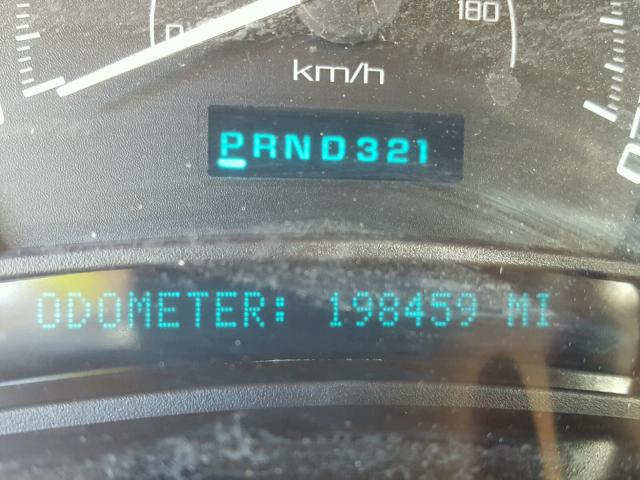 180
km/h
PRND321
ODOMETER: 198459 MI